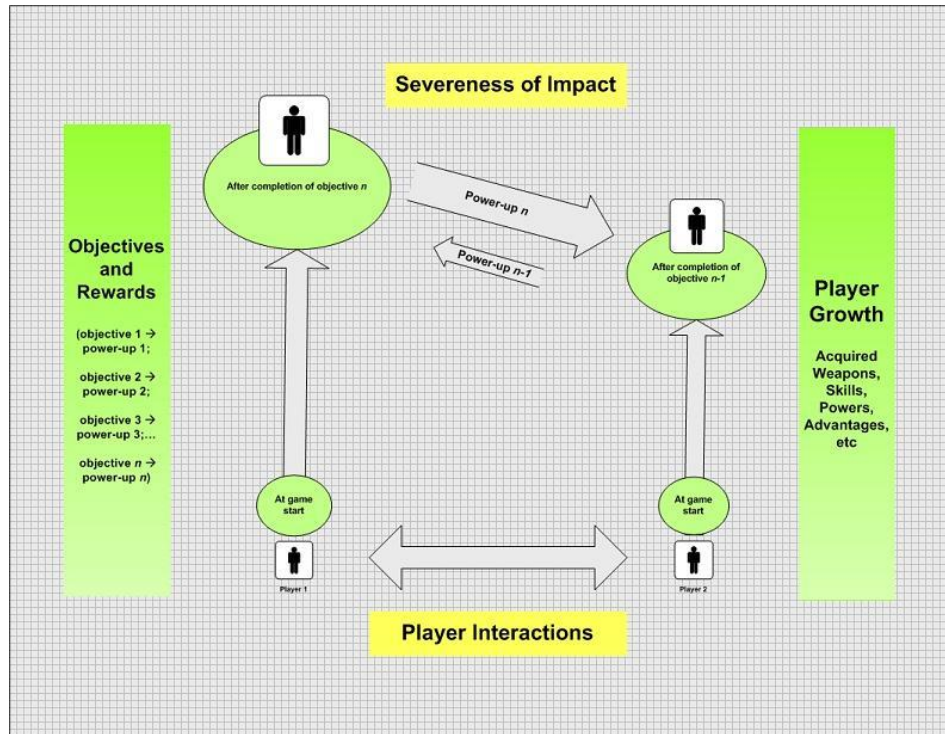 Severeness of Impact
After completion of objective n
Power-up n
Power-up n-1
After completion of
objective n-1
Objectives
and
Rewards
(objective 1 →
power-up 1;
objective 2 →
power-up 2;
objective 3 →
power-up 3;…
objective n →
power-up n)
Player
Growth
Acquired
Weapons,
Skills,
Powers,
Advantages,
etc
At game
start
At game
start
Player 1
Player 2
Player Interactions